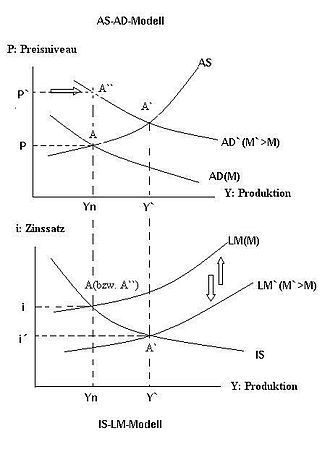 AS-AD-Modell
P: Preisniveau
AS
P`
A``
A`
A
P
AD`(M`>M)
AD(M)
Yn
Y`
Y: Produktion
i: Zinssatz
LM(M)
A(bzw. A``)
LM`(M`>M)
i
i´
A`
IS
Yn
Y`
Y: Produktion
IS-LM-Modell